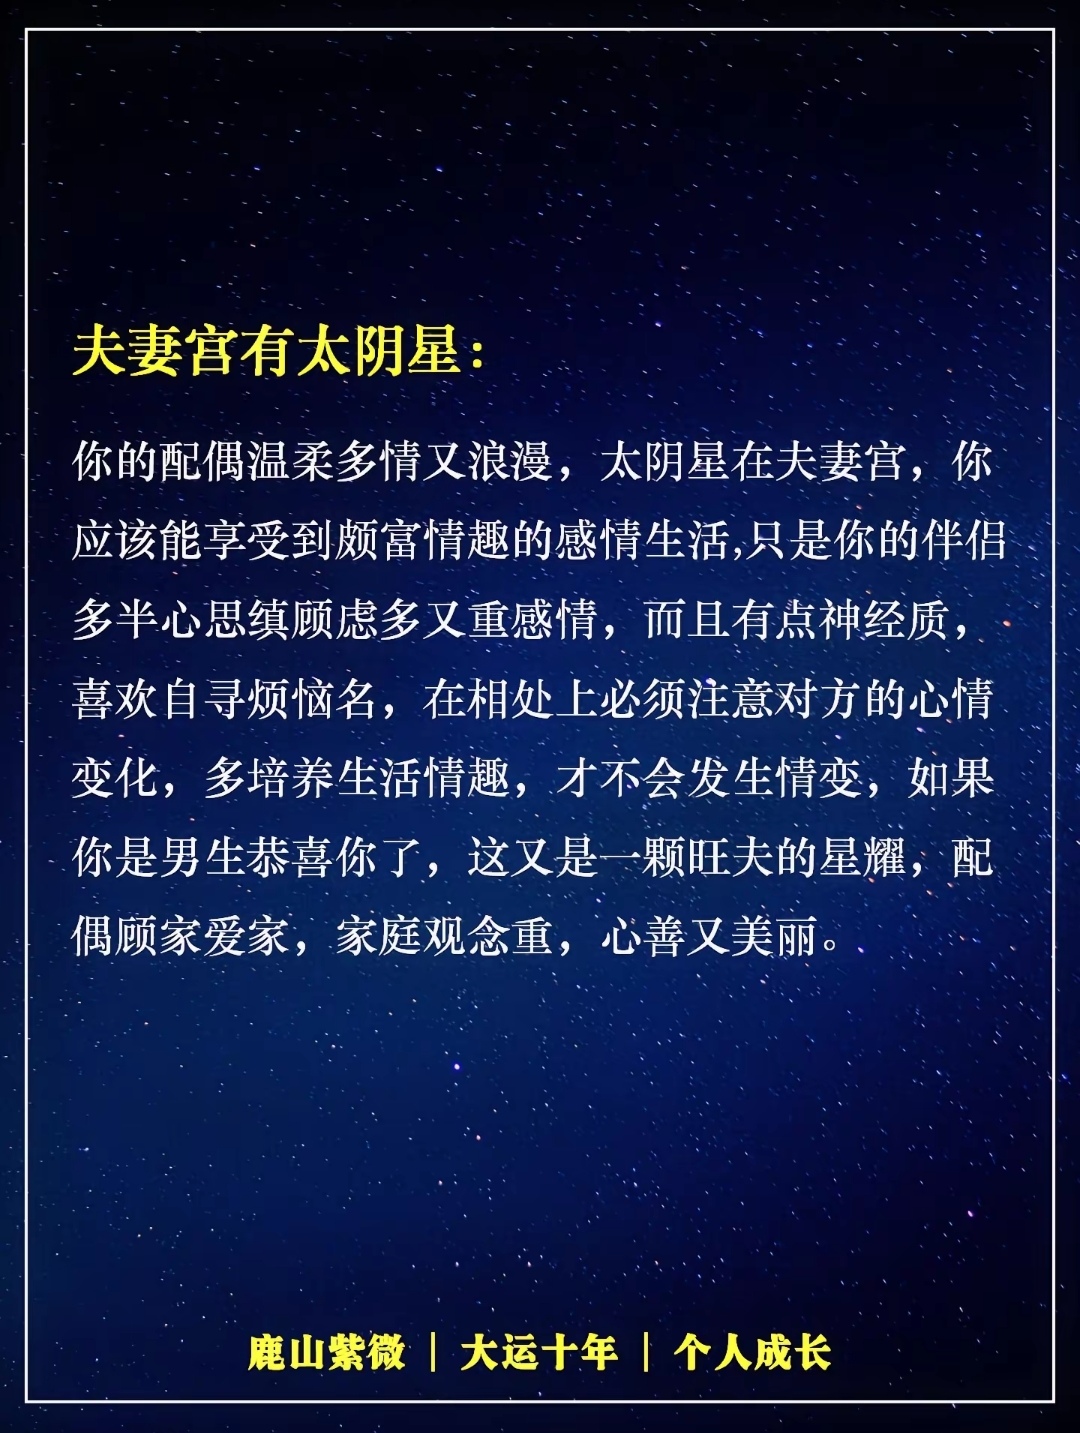 夫妻宫有太阴星：
你的配偶温柔多情又浪漫，太阴星在夫妻宫，你
应该能享受到颇富情趣的感情生活,只是你的伴侣
多半心思缜顾虑多又重感情，而且有点神经质，
喜欢自寻烦恼名，在相处上必须注意对方的心情
变化，多培养生活情趣，才不会发生情变，如果
你是男生恭喜你了，这又是一颗旺夫的星耀，配
偶顾家爱家，家庭观念重，心善又美丽。
鹿山紫微 | 大运十年 | 个人成长